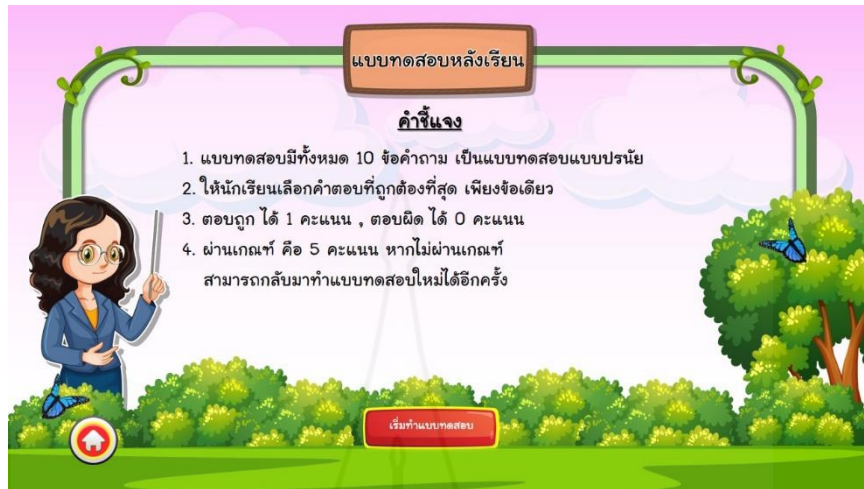 แบบทดสอบหลังเรียน
คำชี้แจง
1. แบบทดสอบมีทั้งหมด 10 ข้อคำถาม เป็นแบบทดสอบแบบปรนัย
2. ให้นักเรียนเลือกคำตอบที่ถูกต้องที่สุด เพียงข้อเดียว
3. ตอบถูก ได้ 1 คะแนน , ตอบผิด ได้ 0 คะแนน
4. ผ่านเกณฑ์ คือ 5 คะแนน หากไม่ผ่านเกณฑ์
สามารถกลับมาทำแบบทดสอบใหม่ได้อีกครั้ง
เริ่มทำแบบทดสอบ